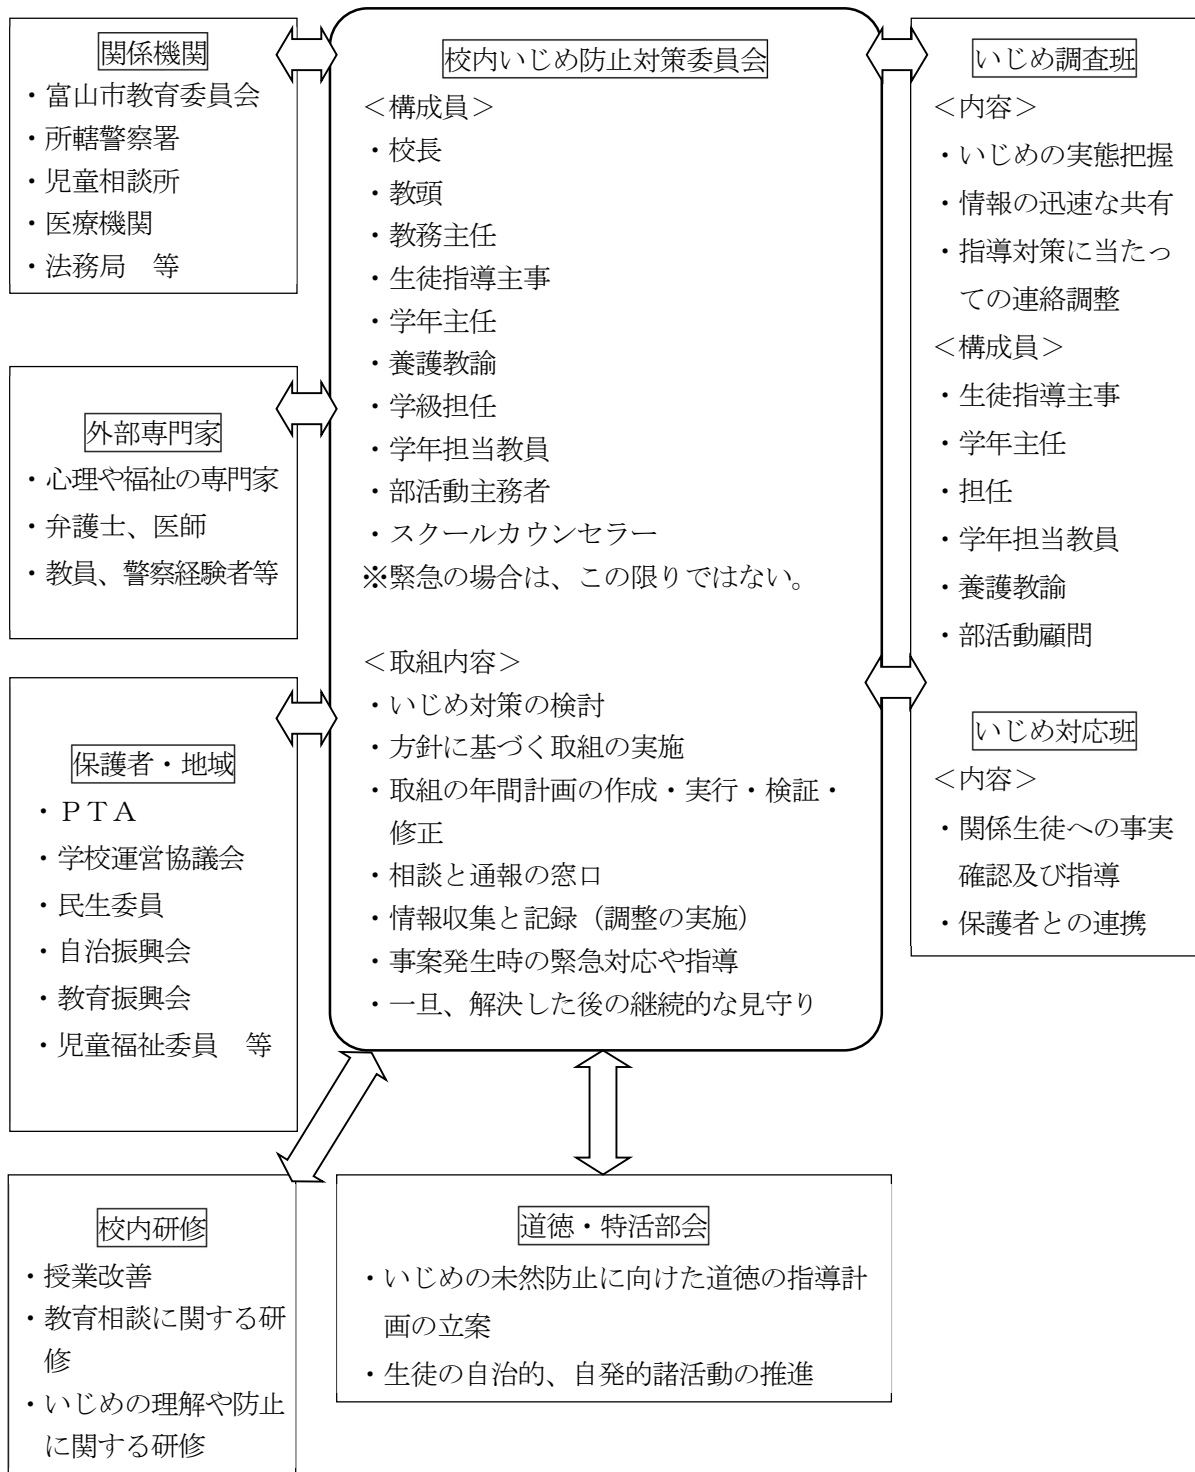 関係機関
・富山市教育委員会
・所轄警察署
・児童相談所
・医療機関
・法務局　等
外部専門家
・心理や福祉の専門家
・弁護士、医師
・教員、警察経験者等
保護者・地域
・ＰＴＡ
・学校運営協議会
・民生委員
・自治振興会
・教育振興会
・児童福祉委員　等
校内いじめ防止対策委員会
＜構成員＞
・校長
・教頭
・教務主任
・生徒指導主事
・学年主任
・養護教諭
・学級担任
・学年担当教員
・部活動主務者
・スクールカウンセラー
※緊急の場合は、この限りではない。
＜取組内容＞
・いじめ対策の検討
・方針に基づく取組の実施
・取組の年間計画の作成・実行・検証・
修正
・相談と通報の窓口
・情報収集と記録（調整の実施）
・事案発生時の緊急対応や指導
・一旦、解決した後の継続的な見守り
いじめ調査班
＜内容＞
・いじめの実態把握
・情報の迅速な共有
・指導対策に当たっ
ての連絡調整
＜構成員＞
・生徒指導主事
・学年主任
・担任
・学年担当教員
・養護教諭
・部活動顧問
いじめ対応班
＜内容＞
・関係生徒への事実
確認及び指導
・保護者との連携
校内研修
・授業改善
・教育相談に関する研
修
・いじめの理解や防止
に関する研修
道徳・特活部会
・いじめの未然防止に向けた道徳の指導計
画の立案
・生徒の自治的、自発的諸活動の推進